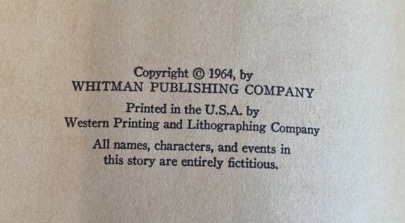 Copyright © 1964, by
WHITMAN PUBLISHING COMPANY
Printed in the U.S.A. by
Western Printing and Lithographing Company
All names, characters, and events in
this story are entirely fictitious.